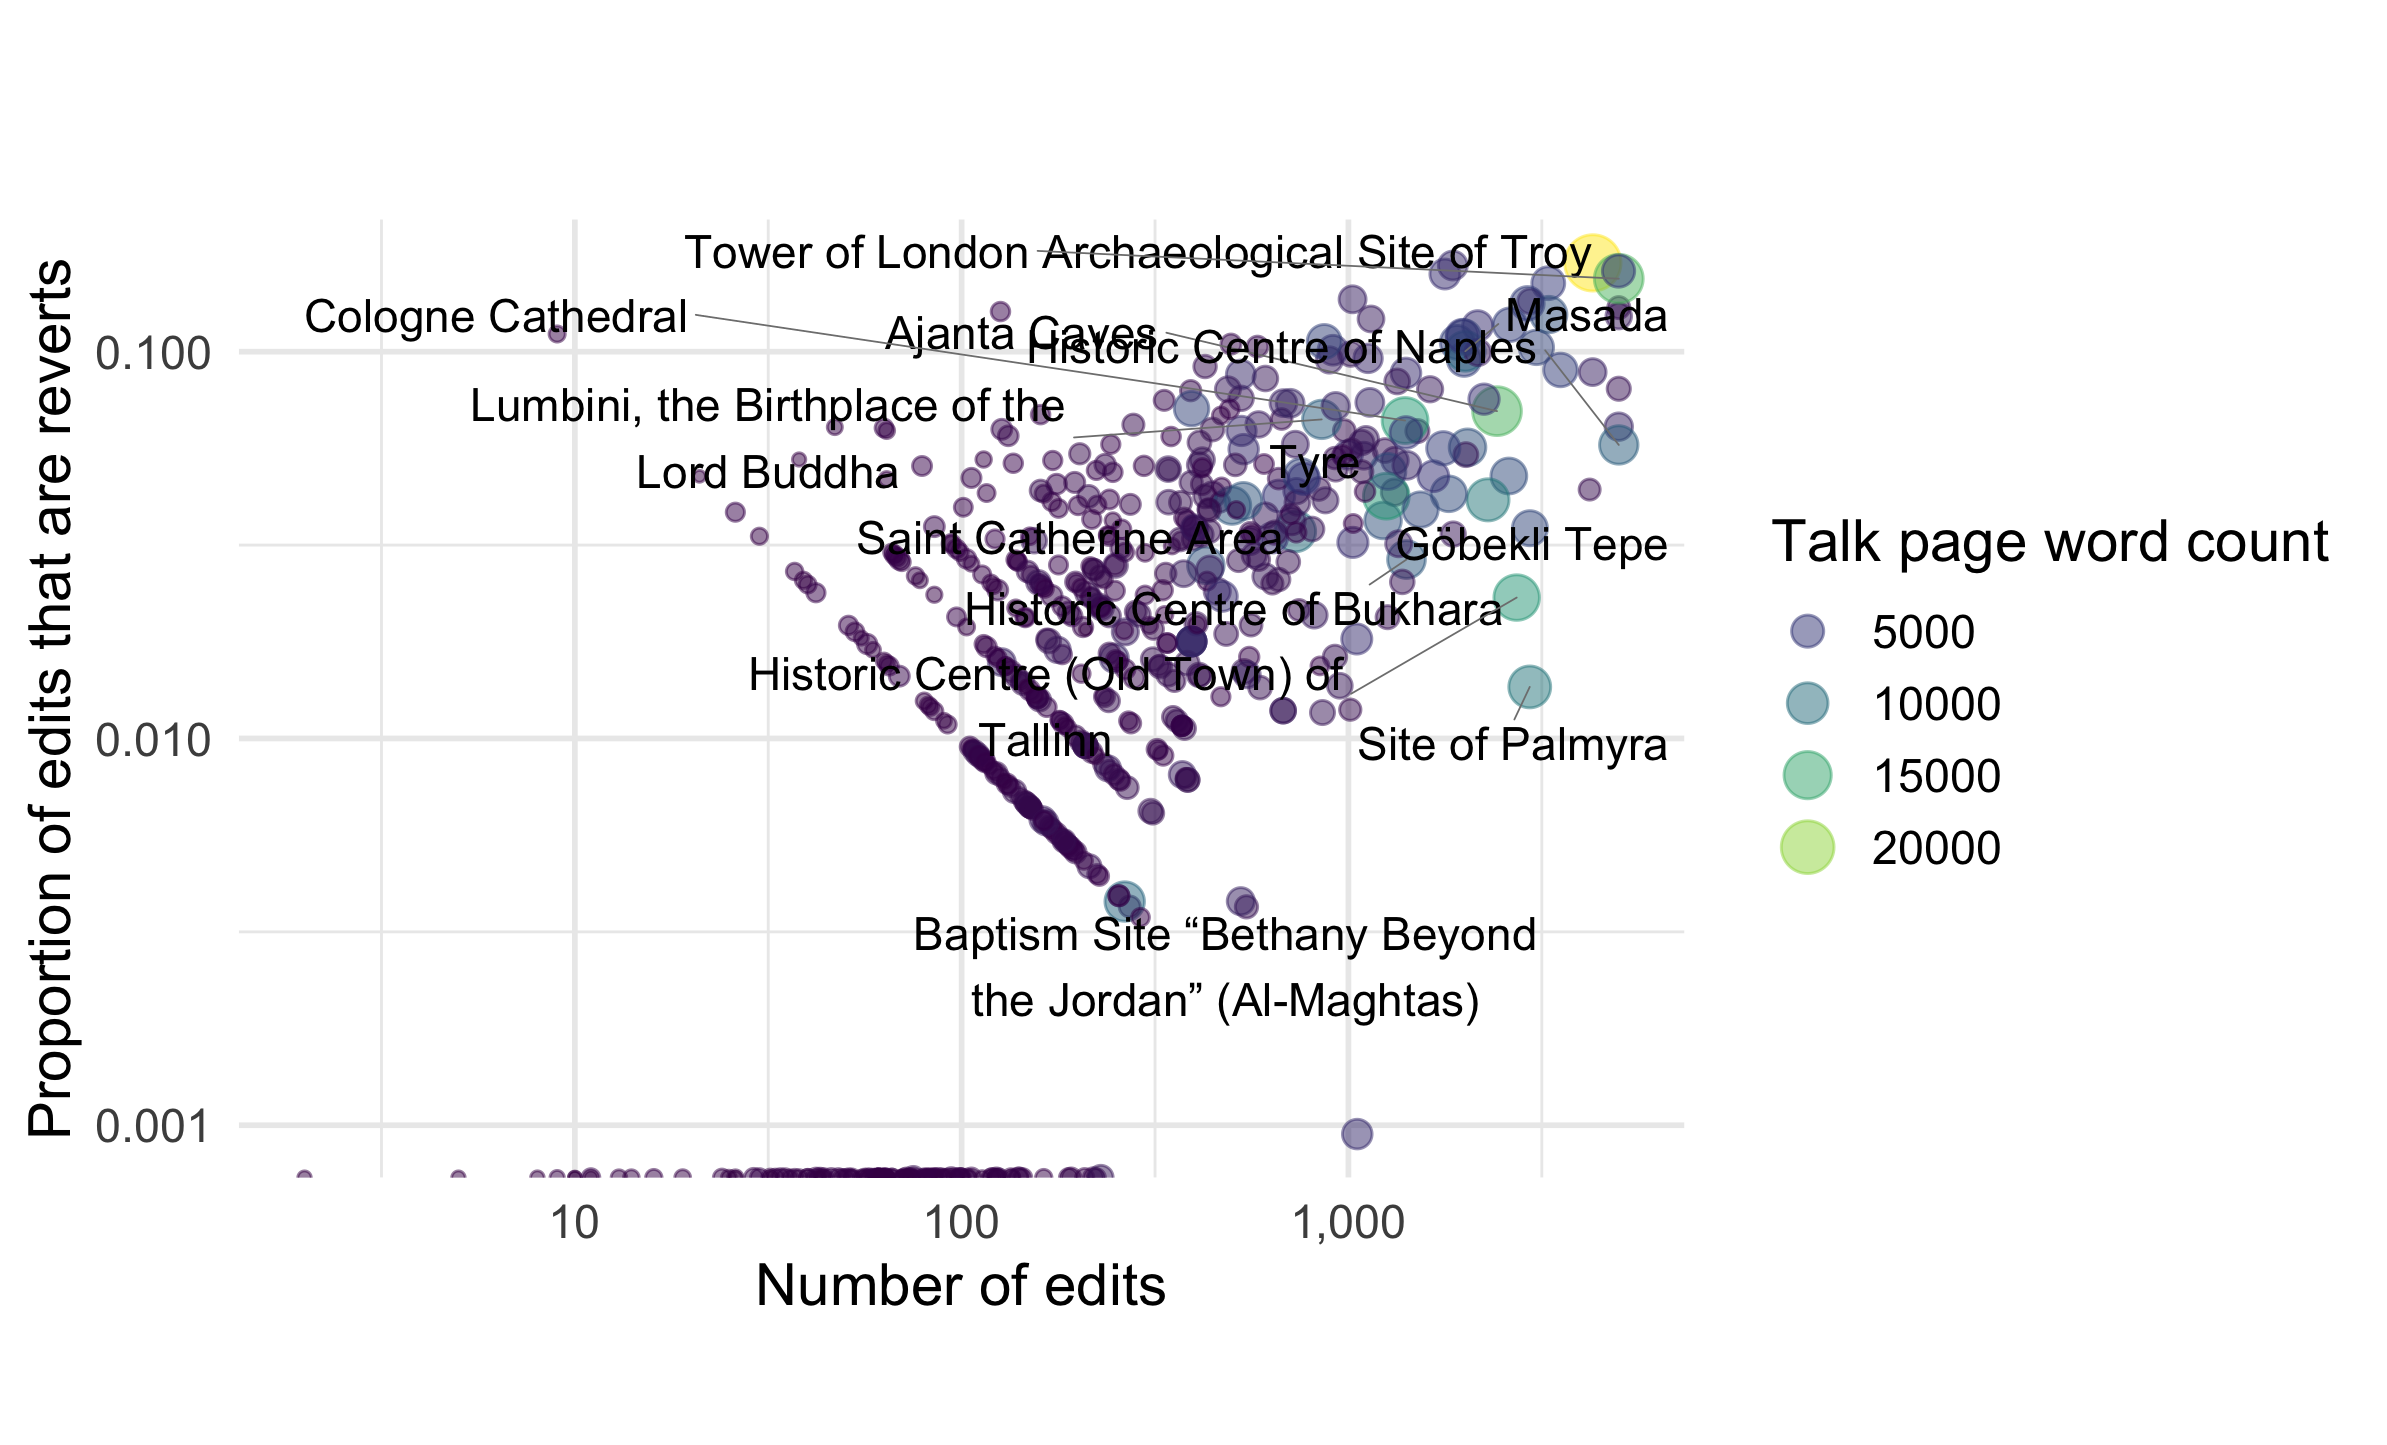 Tower of London
Archaeological Site of Troy
Cologne Cathedral
Masada
Ajanta Caves
Historic Centre of Naples
Lumbini, the Birthplace of the
Lord Buddha
Tyre
Saint Catherine Area
Göbekli Tepe
Historic Centre of Bukhara
Historic Centre (Old Town) of
Tallinn
Site of Palmyra
Baptism Site “Bethany Beyond
the Jordan” (Al-Maghtas)
0.100
0.010
0.001
Proportion of edits that are reverts
10
100
1,000
Number of edits
Talk page word count
5000
10000
15000
20000